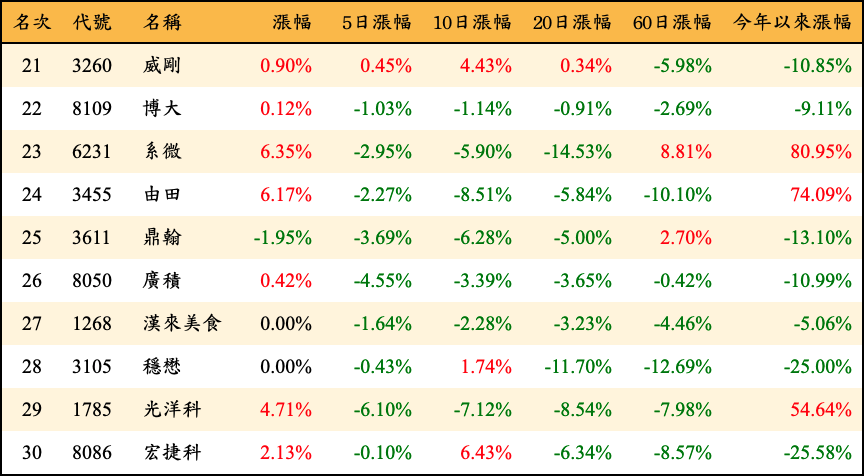 名次 代號 名稱 漲幅 5日漲幅 10日漲幅 20日漲幅 60日漲幅 今年以來漲幅
21 3260 威剛 0.90% 0.45% 4.43% 0.34% -5.98% -10.85%
22 8109 博大 0.12% -1.03% -1.14% -0.91% -2.69% -9.11%
23 6231 系微 6.35% -2.95% -5.90% -14.53% 8.81% 80.95%
24 3455 由田 6.17% -2.27% -8.51% -5.84% -10.10% 74.09%
25 3611 鼎翰 -1.95% -3.69% -6.28% -5.00% 2.70% -13.10%
26 8050 廣積 0.42% -4.55% -3.39% -3.65% -0.42% -10.99%
27 1268 漢來美食 0.00% -1.64% -2.28% -3.23% -4.46% -5.06%
28 3105 穩懋 0.00% -0.43% 1.74% -11.70% -12.69% -25.00%
29 1785 光洋科 4.71% -6.10% -7.12% -8.54% -7.98% 54.64%
30 8086 宏捷科 2.13% -0.10% 6.43% -6.34% -8.57% -25.58%